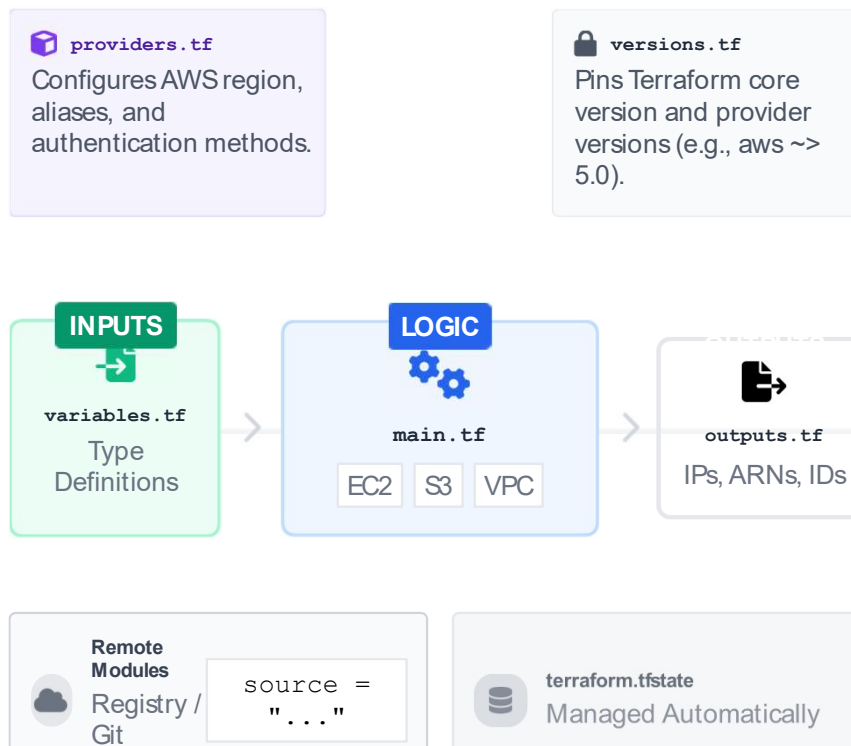 providers.tf
Configures AWS region,
aliases, and
authentication methods.
versions.tf
Pins Terraform core
version and provider
versions (e.g., aws ~>
5.0).
INPUTS
variables.tf
Type
Definitions
LOGIC
main.tf
EC2 S3 VPC
outputs.tf
IPs, ARNs, IDs
Remote
Modules
Registry /
Git
source =
"..."
terraform.tfstate
Managed Automatically